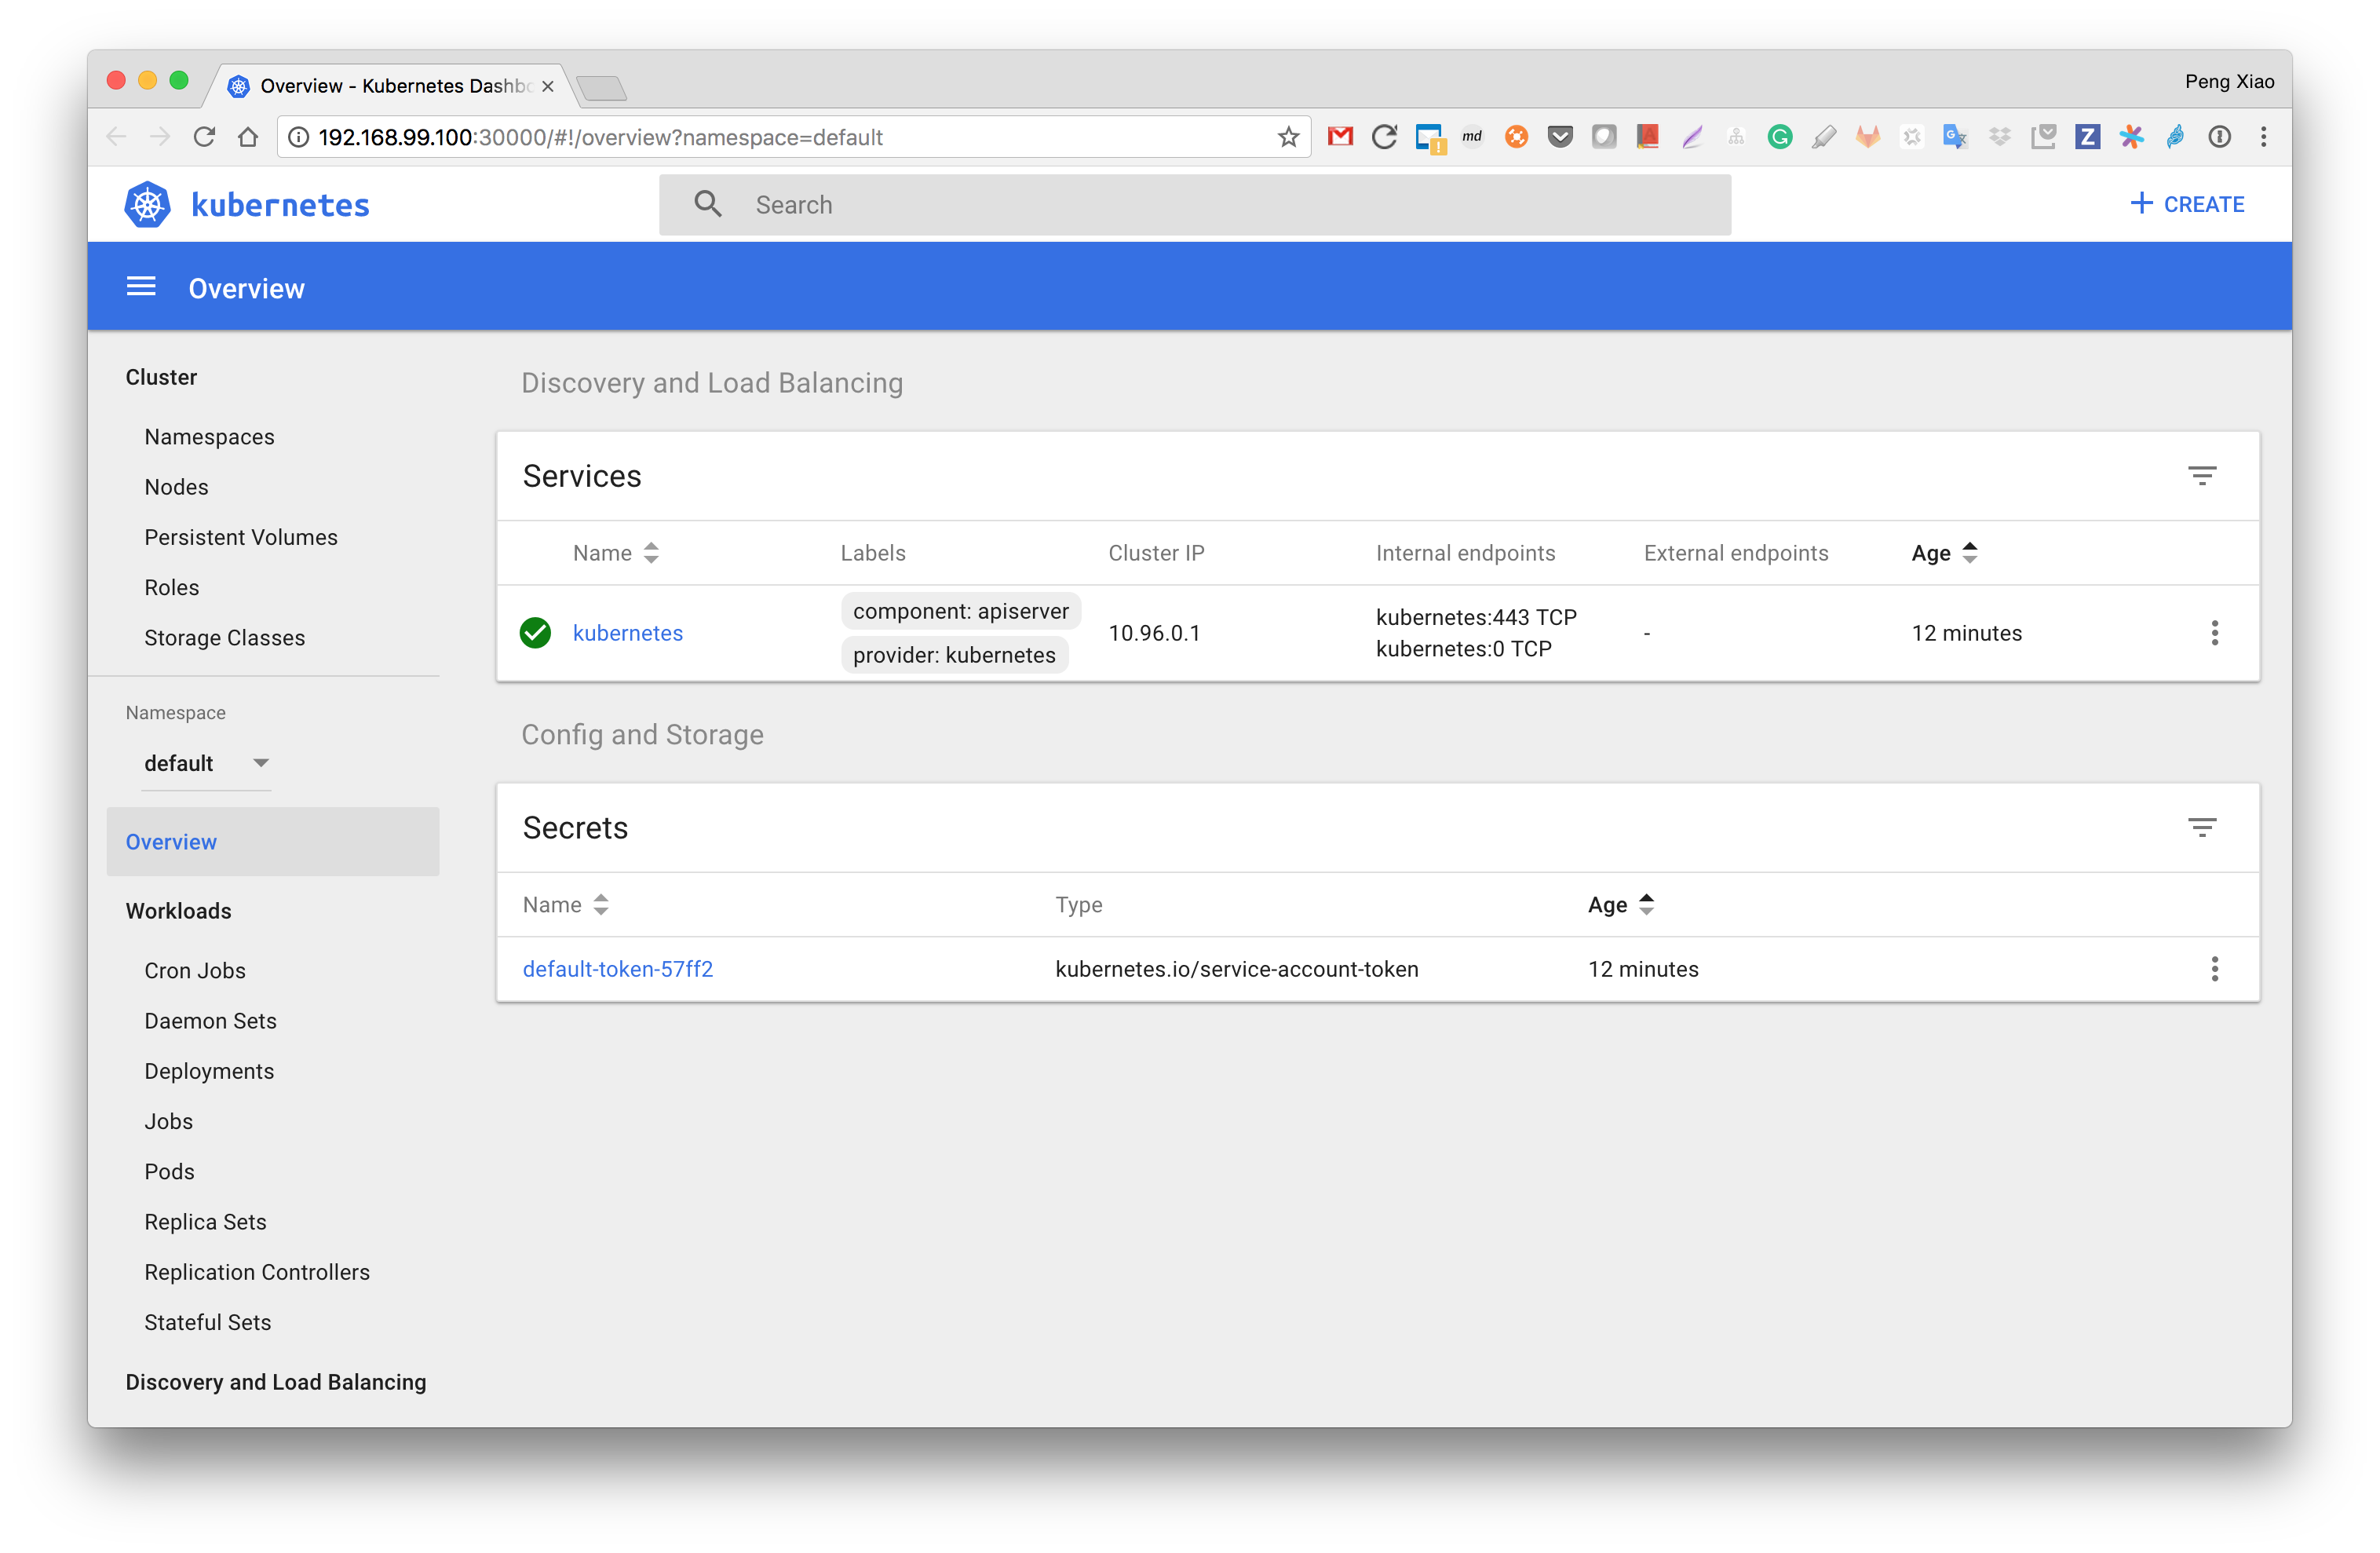 Overview - Kubernetes Dashbo
Peng Xiao
192.168.99.100:30000/#!/overview?namespace=default
md
G
Z
kubernetes
Search
+ CREATE
Overview
Cluster
Namespaces
Nodes
Persistent Volumes
Roles
Storage Classes
Namespace
default
Overview
Workloads
Cron Jobs
Daemon Sets
Deployments
Jobs
Pods
Replica Sets
Replication Controllers
Stateful Sets
Discovery and Load Balancing
Discovery and Load Balancing
Services
Name Labels Cluster IP Internal endpoints External endpoints Age
kubernetes component: apiserver 10.96.0.1 kubernetes:443 TCP - 12 minutes
provider: kubernetes kubernetes:0 TCP
Config and Storage
Secrets
Name Type Age
default-token-57ff2 kubernetes.io/service-account-token 12 minutes